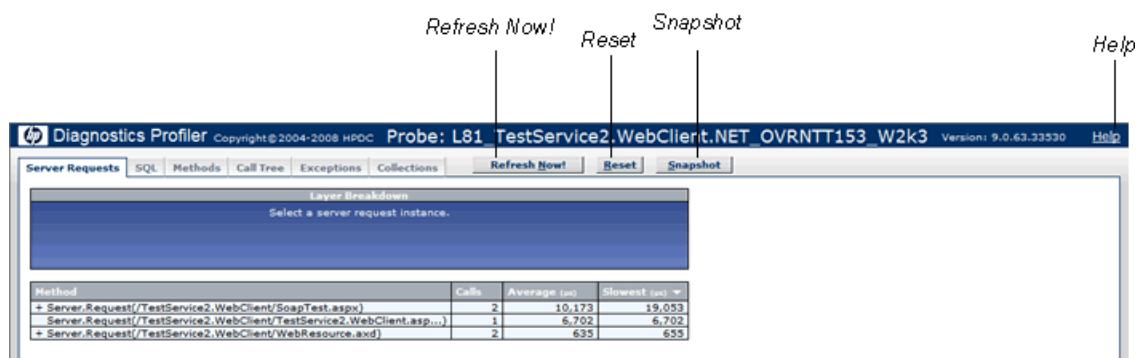 Refresh Now!
Reset
Snapshot
Help
hp Diagnostics Profiler Copyright©2004-2008 HPDC Probe: L81_TestService2.WebClient.NET_OVRNTT153_W2k3 Version: 9.0.63.33530 Help
Server Requests SQL Methods Call Tree Exceptions Collections Refresh Now! Reset Snapshot
Layer Breakdown
Select a server request instance.
Method Calls Average (µs) Slowest (µs)
+ Server.Request(/TestService2.WebClient/SoapTest.aspx) 2 10,173 19,053
Server.Request(/TestService2.WebClient/TestService2.WebClient.asp...) 1 6,702 6,702
+ Server.Request(/TestService2.WebClient/WebResource.axd) 2 635 655